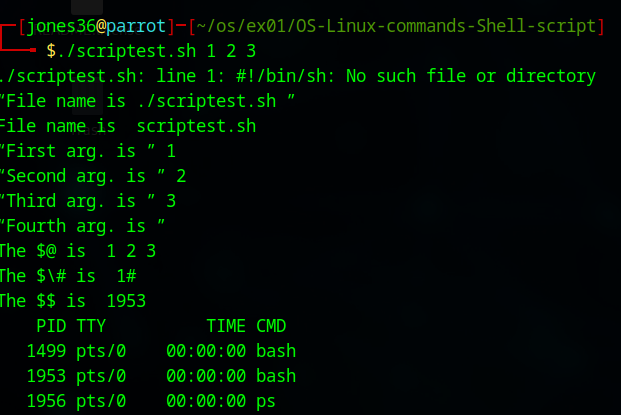 [jones36@parrot]─[~/os/ex01/OS-Linux-commands-Shell-script]
$./scriptest.sh 1 2 3
./scriptest.sh: line 1: #!/bin/sh: No such file or directory
“File name is ./scriptest.sh ”
File name is  scriptest.sh
“First arg. is ” 1
“Second arg. is ” 2
“Third arg. is ” 3
“Fourth arg. is ”
The $@ is  1 2 3
The $\# is  1#
The $$ is  1953
    PID TTY          TIME CMD
   1499 pts/0    00:00:00 bash
   1953 pts/0    00:00:00 bash
   1956 pts/0    00:00:00 ps